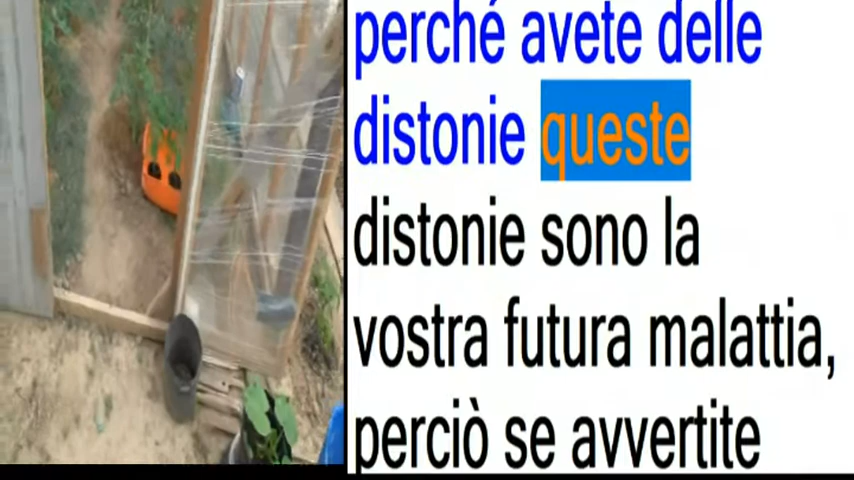 perché avete delle
distonie queste
distonie sono la
vostra futura malattia,
perciò se avvertite